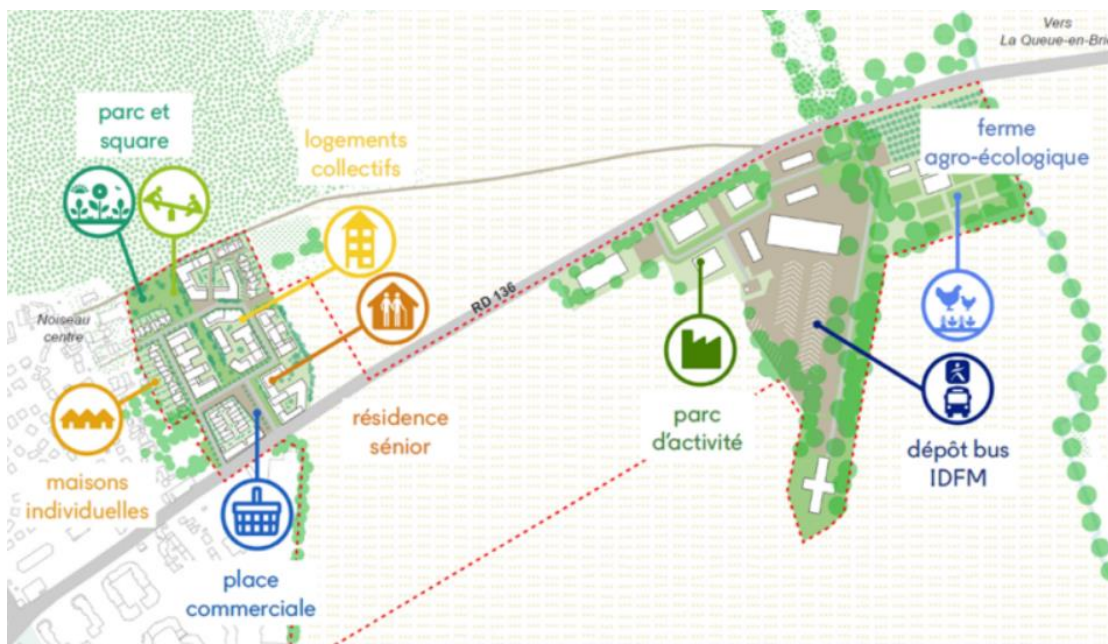 Vers
La Queue-en-Brie
parc et
square
logements
collectifs
ferme
agro-écologique
RD 136
Noiseau
centre
résidence
sénior
parc
d'activité
dépôt bus
IDFM
maisons
individuelles
place
commerciale